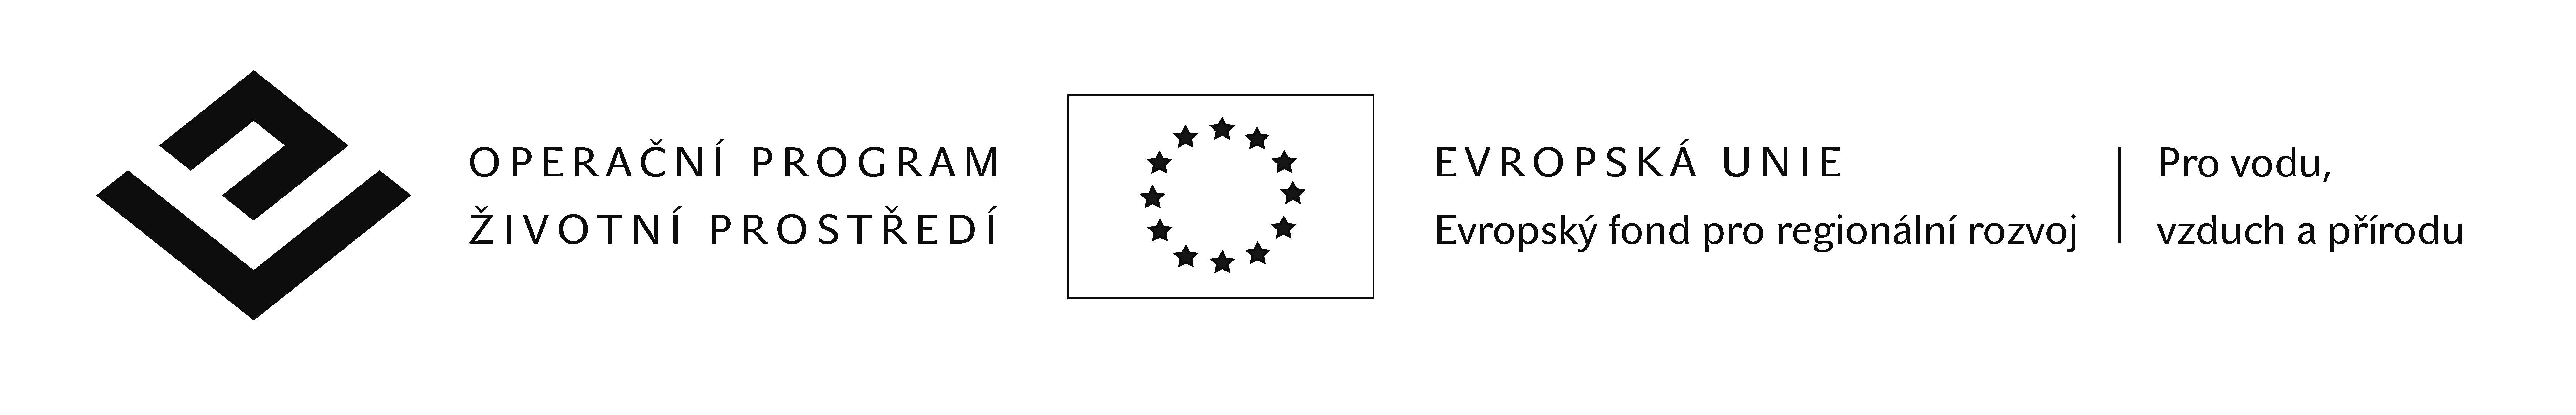 OPERAČNÍ PROGRAM
ŽIVOTNÍ PROSTŘEDÍ
EVROPSKÁ UNIE
Evropský fond pro regionální rozvoj
Pro vodu,
vzduch a přírodu